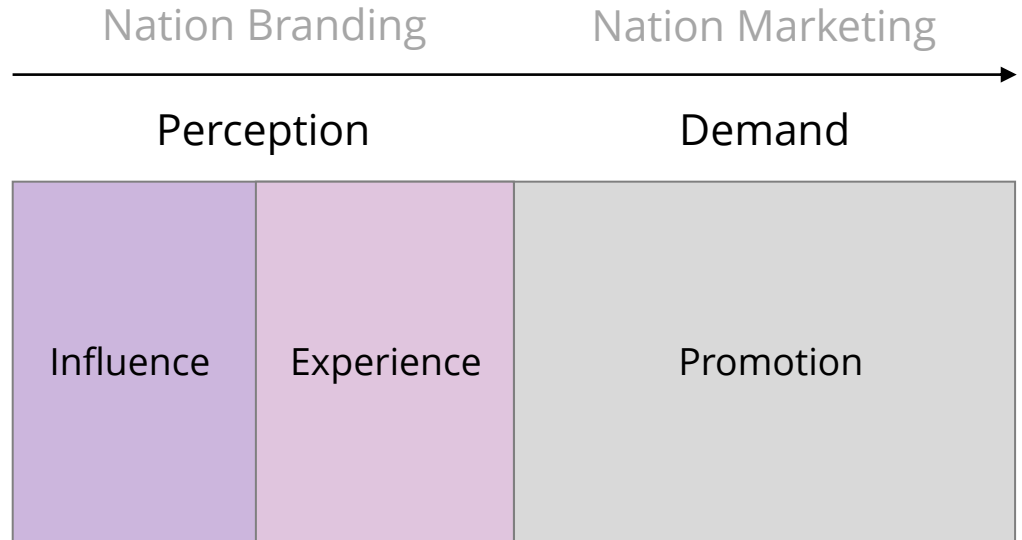 Nation Branding Nation Marketing
Perception Demand
Influence Experience Promotion